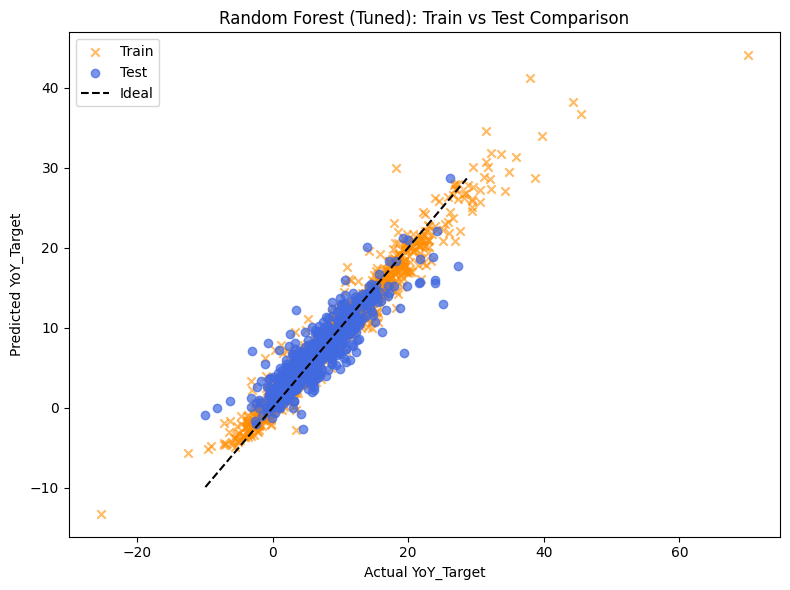 Random Forest (Tuned): Train vs Test Comparison
Train
Test
Ideal
Predicted YoY_Target
40
30
20
10
0
−10
−20
0
20
40
60
Actual YoY_Target